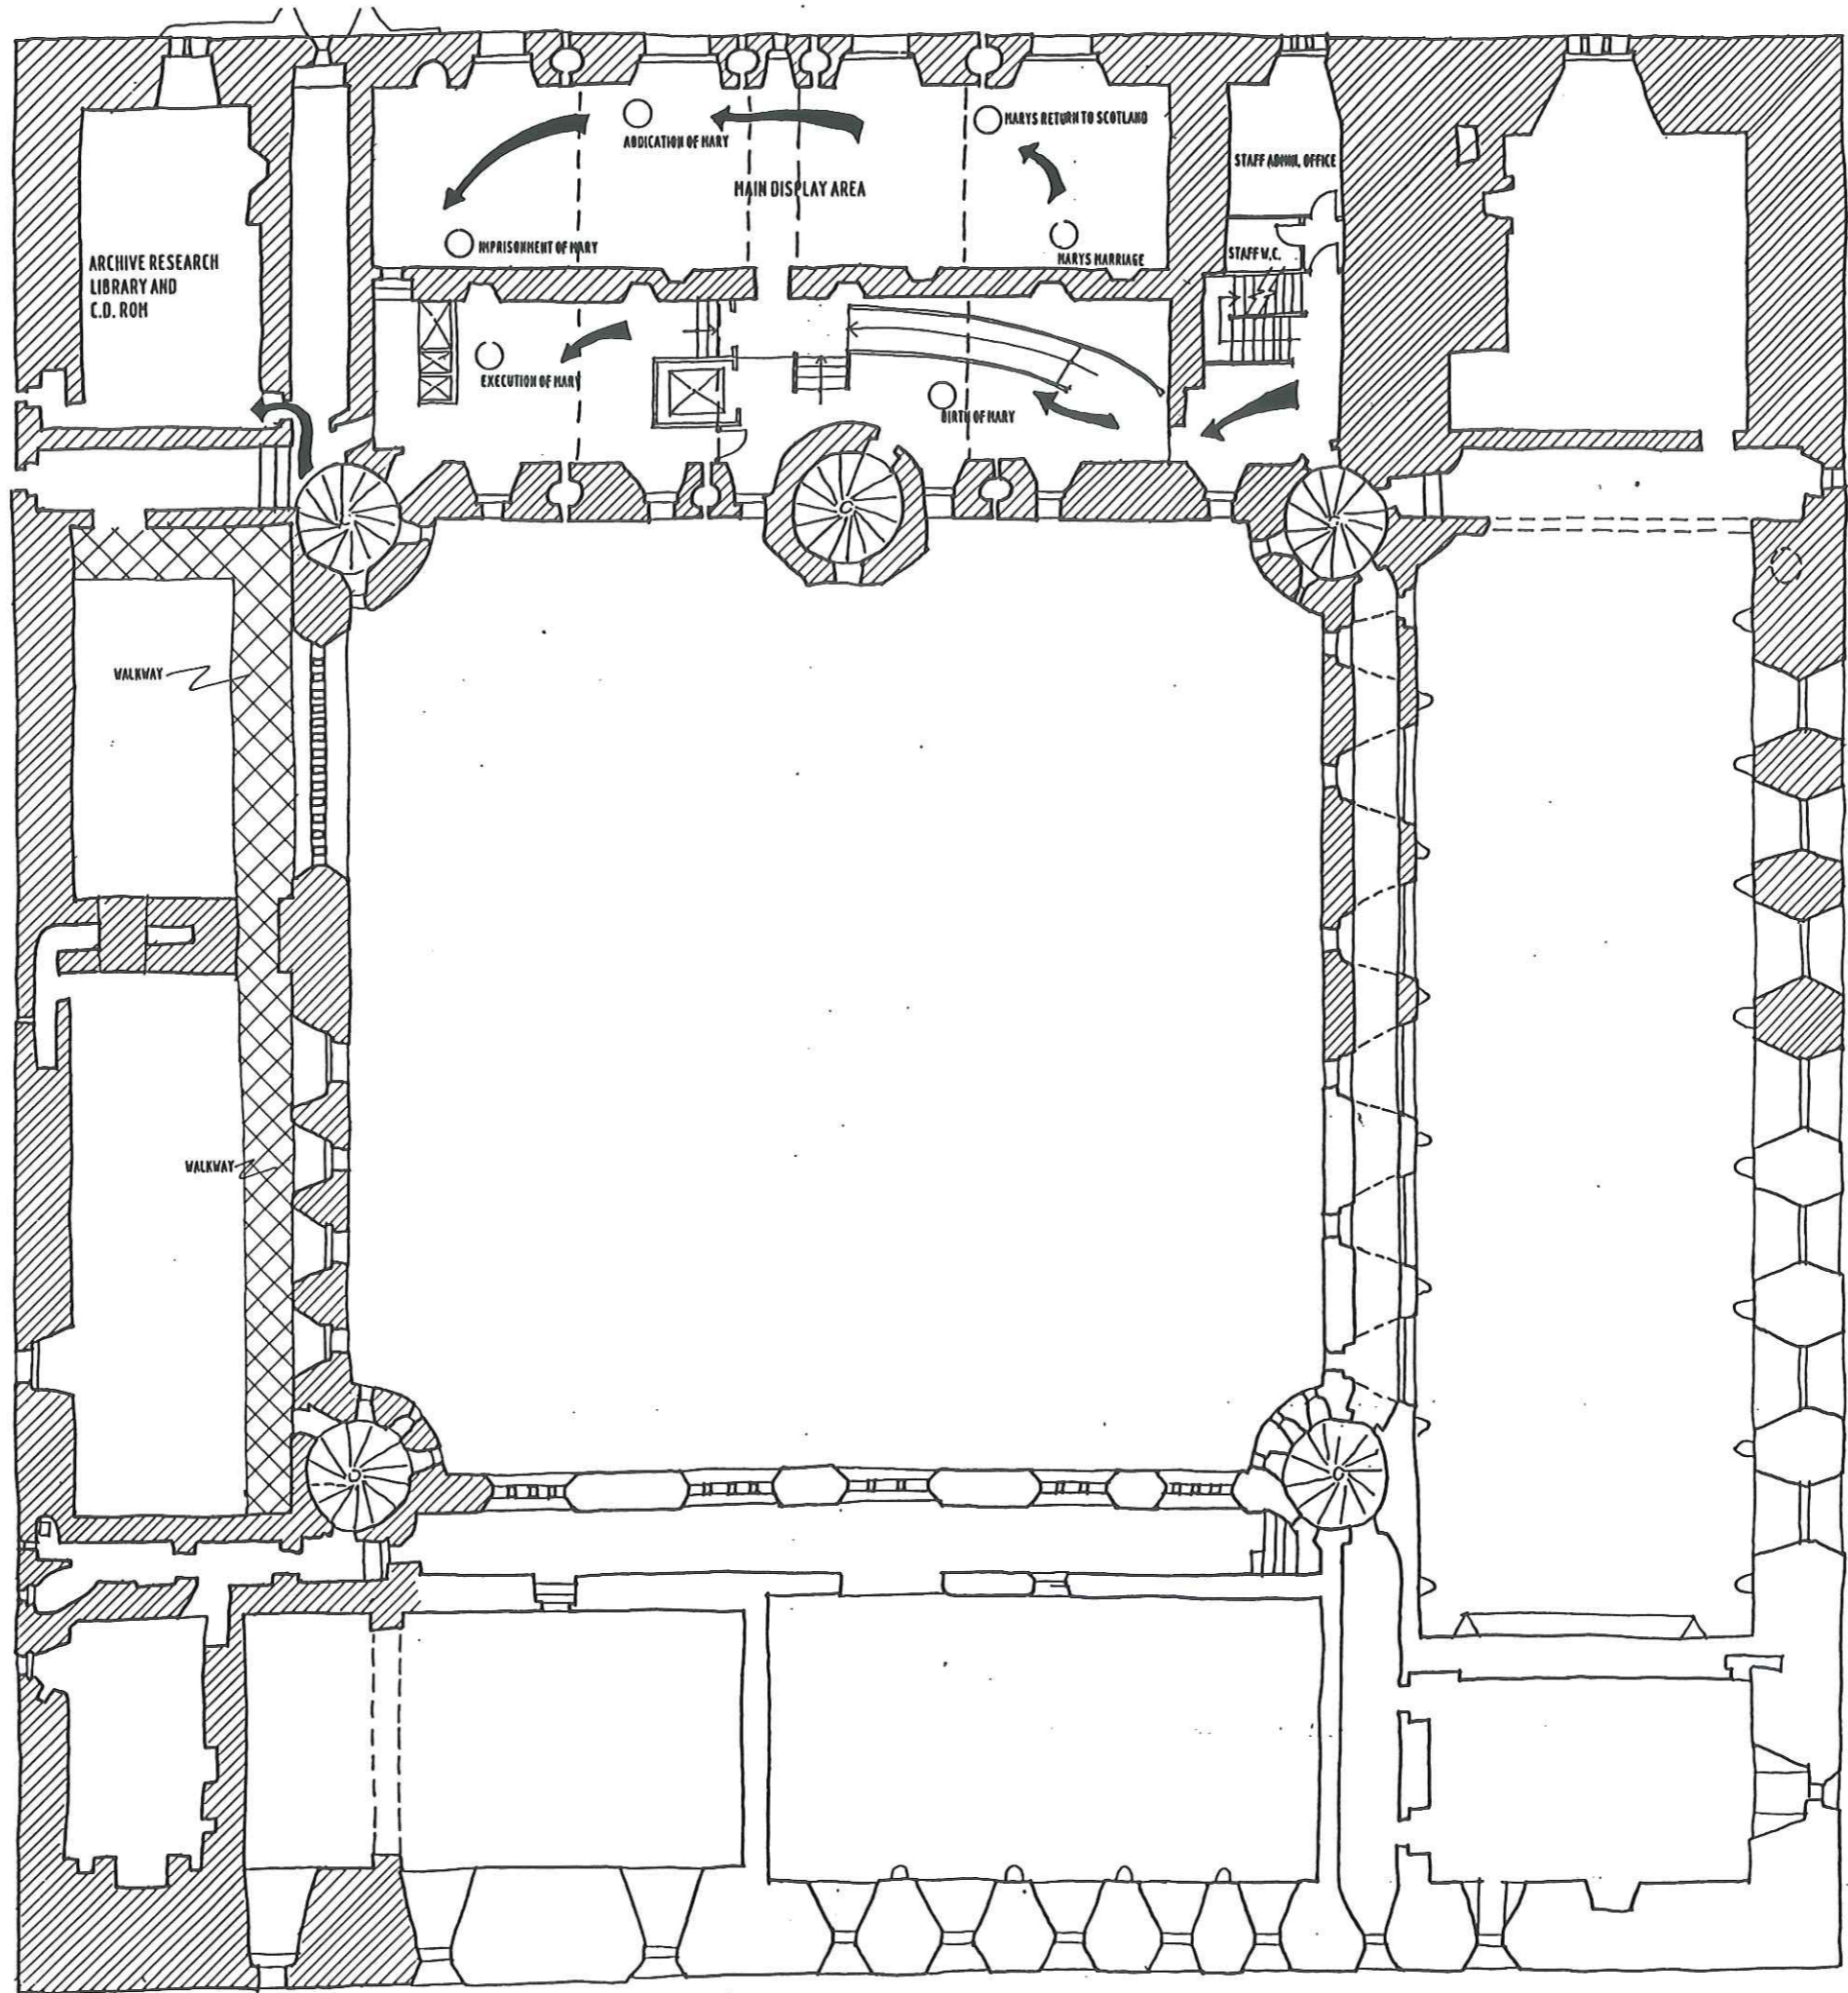 MARYS RETURN TO SCOTLAND
ABDICATION OF MARY
STAFF ADMIN. OFFICE
MAIN DISPLAY AREA
IMPRISONMENT OF MARY
MARYS MARRIAGE
STAFF W.C.
ARCHIVE RESEARCH
LIBRARY AND
C.D. ROM
EXECUTION OF MARY
BIRTH OF MARY
WALKWAY
WALKWAY